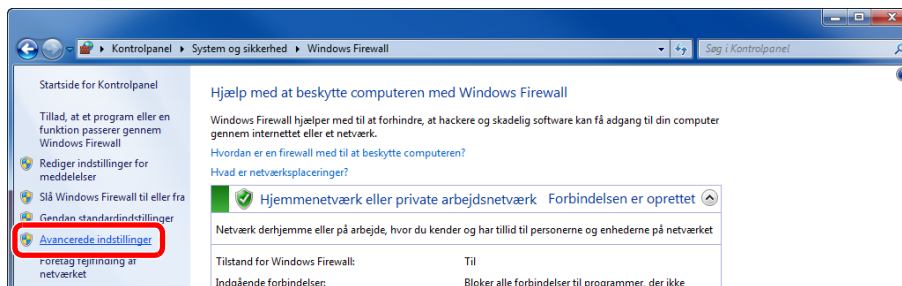 Kontrolpanel ▸ System og sikkerhed ▸ Windows Firewall
Søg i Kontrolpanel
Startside for Kontrolpanel
Tillad, at et program eller en
funktion passerer gennem
Windows Firewall
Rediger indstillinger for
meddelelser
Slå Windows Firewall til eller fra
Gendan standardindstillinger
Avancerede indstillinger
Foretag fejlfinding af
netværket
Hjælp med at beskytte computeren med Windows Firewall
Windows Firewall hjælper med til at forhindre, at hackere og skadelig software kan få adgang til din computer
gennem internettet eller et netværk.
Hvordan er en firewall med til at beskytte computeren?
Hvad er netværksplaceringer?
Hjemmenetværk eller private arbejdsnetværk Forbindelsen er oprettet
Netværk derhjemme eller på arbejde, hvor du kender og har tillid til personerne og enhederne på netværket
Tilstand for Windows Firewall: Til
Indgående forbindelser: Bloker alle forbindelser til programmer, der ikke